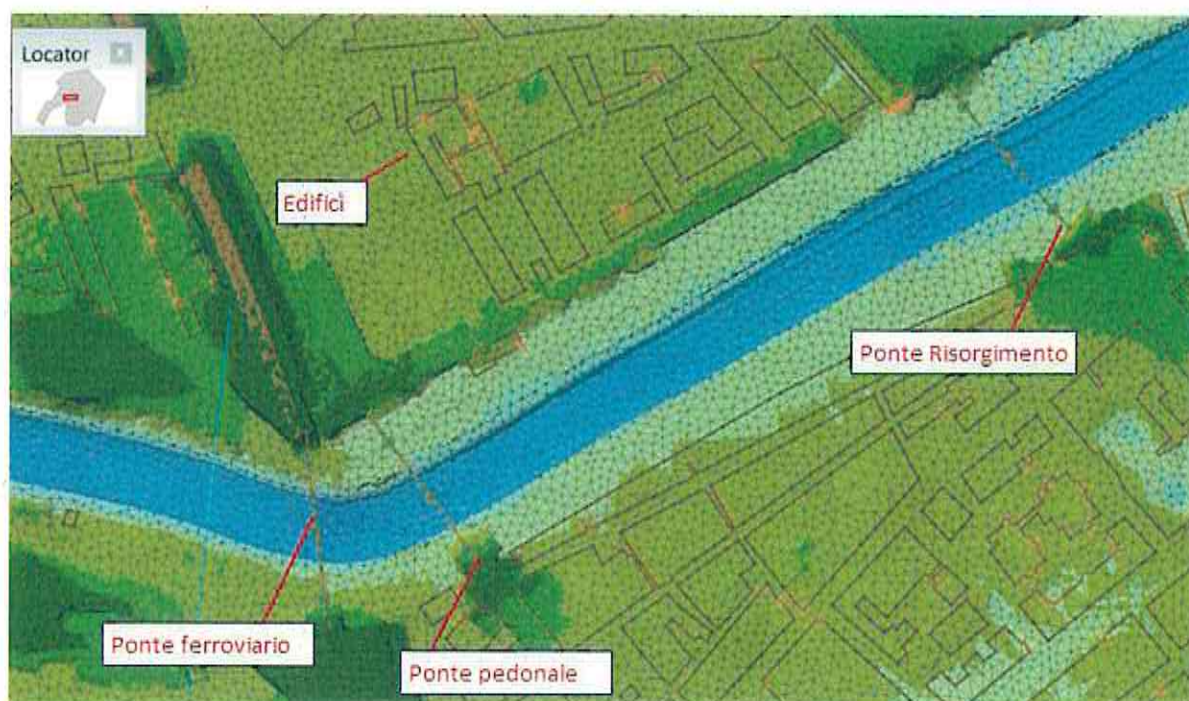 Locator
Edifici
Ponte Risorgimento
Ponte ferroviario
Ponte pedonale